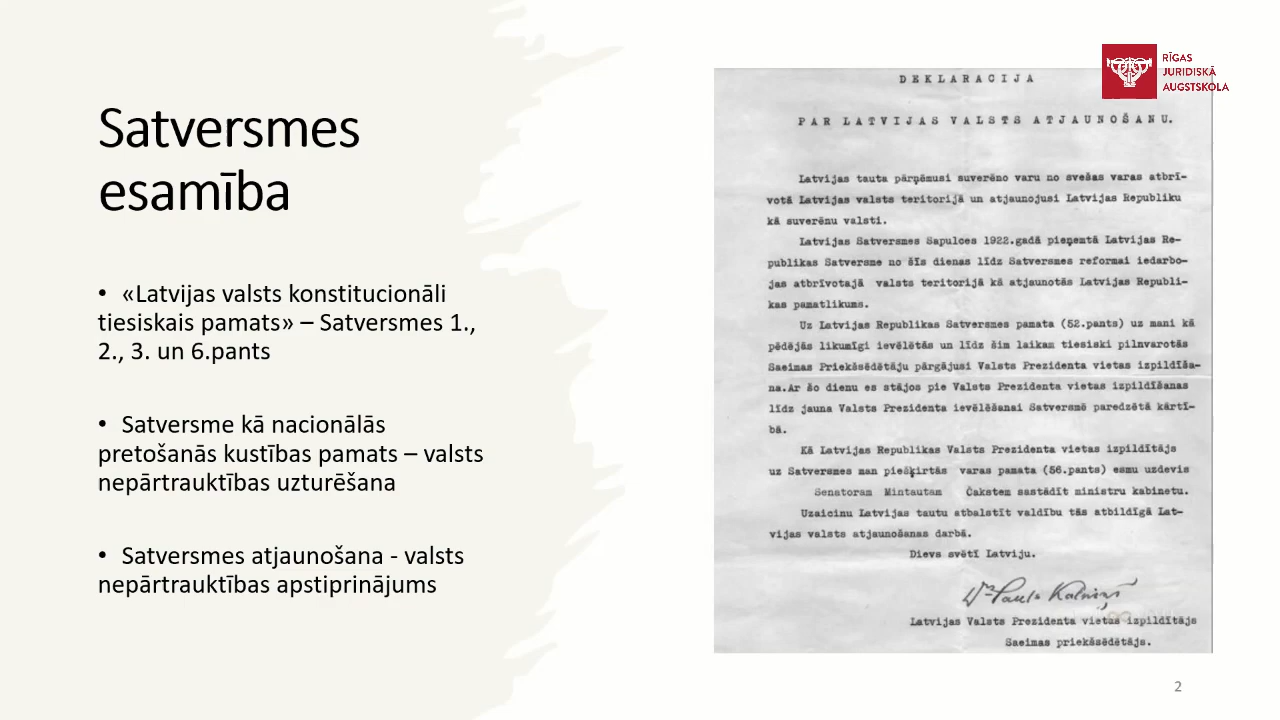 Satversmes
esamība
• «Latvijas valsts konstitucionāli
tiesiskais pamats» – Satversmes 1.,
2., 3. un 6.pants
• Satversme kā nacionālās
pretošanās kustības pamats – valsts
nepārtrauktības uzturēšana
• Satversmes atjaunošana - valsts
nepārtrauktības apstiprinājums
RĪGAS
JURIDISKĀ
AUGSTSKOLA
DEKLARACIJA
PAR LATVIJAS VALSTS ATJAUNOŠANU.
Latvijas tauta pārņēmusi suverēno varu no svešas varas atbrī-
votā Latvijas valsts teritorijā un atjaunojusi Latvijas Republiku
kā suverēnu valsti.
Latvijas Satversmes Sapulces 1922.gadā pieņemtā Latvijas Re-
publikas Satversme no šīs dienas līdz Satversmes reformai iedarbo-
jas atbrīvotajā valsts teritorijā kā atjaunotās Latvijas Republi-
kas pamatlikums.
Uz Latvijas Republikas Satversmes pamata (52.pants) uz mani kā
pēdējās likumīgi ievēlētās un līdz šim laikam tiesiski pilnvarotās
Saeimas Priekšsēdētāju pārgājusi Valsts Prezidenta vietas izpildīša-
na.Ar šo dienu es stājos pie Valsts Prezidenta vietas izpildīšanas
līdz jauna Valsts Prezidenta ievēlēšanai Satversmē paredzētā kārtī-
bā.
Kā Latvijas Republikas Valsts Prezidenta vietas izpildītājs
uz Satversmes man piešķirtās varas pamata (56.pants) esmu uzdevis
Senatoram Mintautam Čakstem sastādīt ministru kabinetu.
Uzaicinu Latvijas tautu atbalstīt valdību tās atbildīgā Lat-
vijas valsts atjaunošanas darbā.
Dievs svētī Latviju.
Dr Pauls Kalniņš
Latvijas Valsts Prezidenta vietas izpildītājs
Saeimas priekšsēdētājs.
2